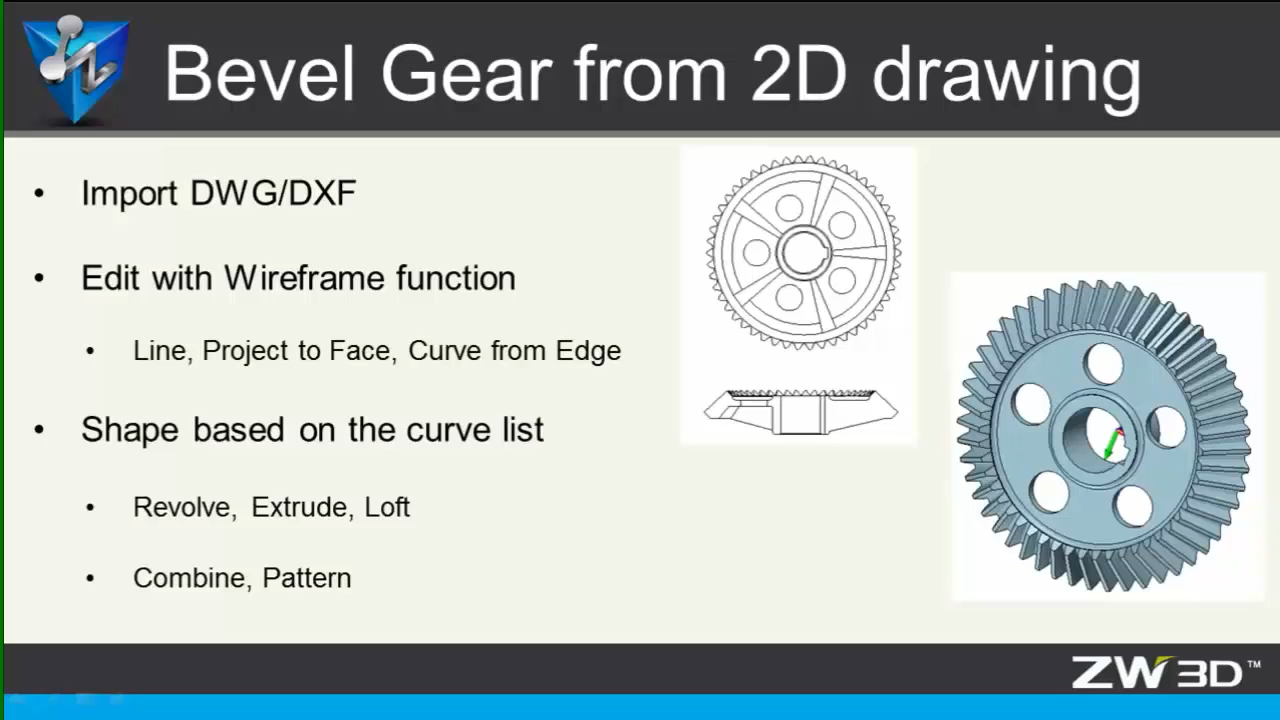 Bevel Gear from 2D drawing
• Import DWG/DXF
• Edit with Wireframe function
• Line, Project to Face, Curve from Edge
• Shape based on the curve list
• Revolve, Extrude, Loft
• Combine, Pattern
ZW3D™